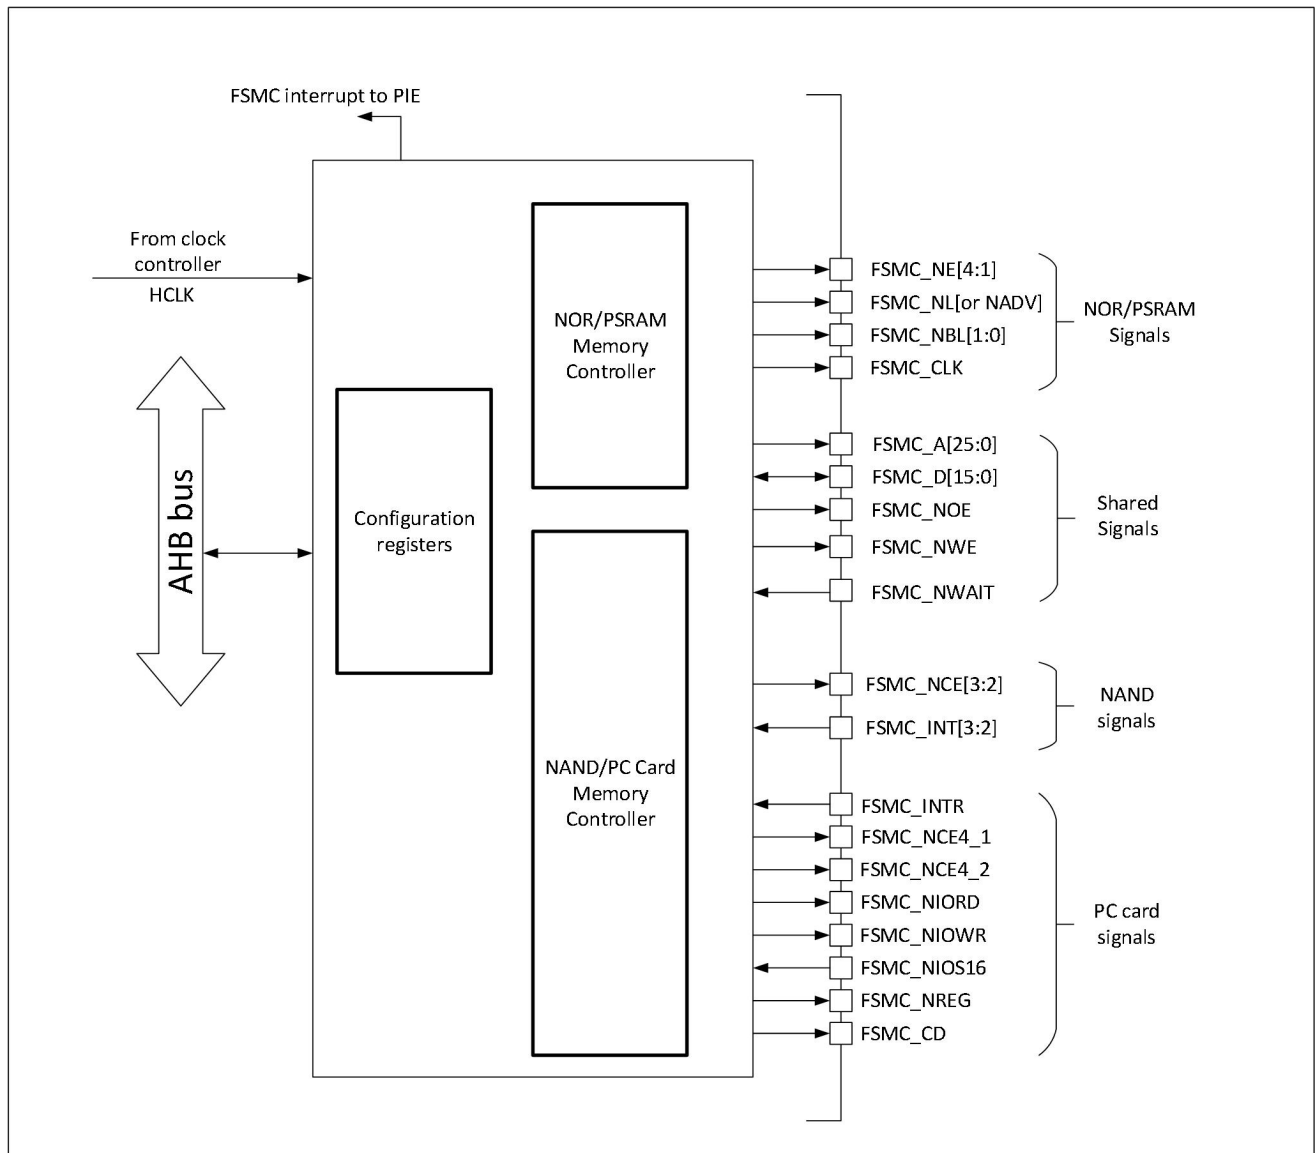 FSMC interrupt to PIE
From clock
controller
HCLK
AHB bus
Configuration
registers
NOR/PSRAM
Memory
Controller
NAND/PC Card
Memory
Controller
FSMC_NE[4:1]
FSMC_NL[or NADV]
FSMC_NBL[1:0]
FSMC_CLK
NOR/PSRAM
Signals
FSMC_A[25:0]
FSMC_D[15:0]
FSMC_NOE
FSMC_NWE
FSMC_NWAIT
Shared
Signals
FSMC_NCE[3:2]
FSMC_INT[3:2]
NAND
signals
FSMC_INTR
FSMC_NCE4_1
FSMC_NCE4_2
FSMC_NIORD
FSMC_NIOWR
FSMC_NIOS16
FSMC_NREG
FSMC_CD
PC card
signals